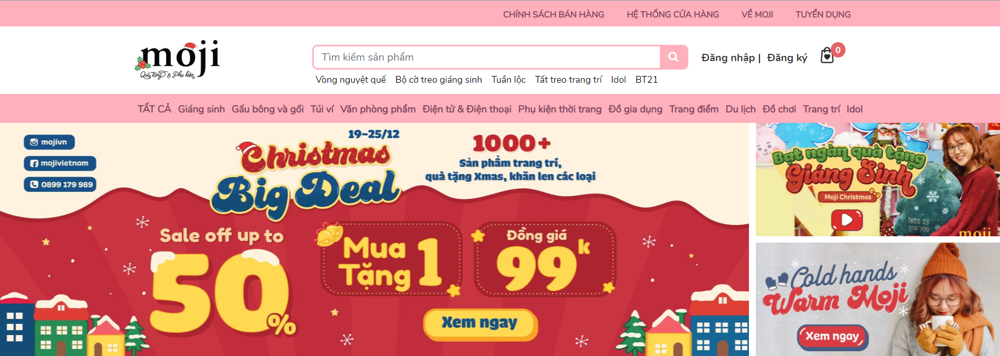 CHÍNH SÁCH BÁN HÀNG HỆ THỐNG CỬA HÀNG VỀ MOJI TUYỂN DỤNG
moji
Quà tặng & Phụ kiện
Tìm kiếm sản phẩm
Đăng nhập | Đăng ký
0
Vòng nguyệt quế Bộ cờ treo giáng sinh Tuần lộc Tất treo trang trí Idol BT21
TẤT CẢ Giáng sinh Gấu bông và gối Túi ví Văn phòng phẩm Điện tử & Điện thoại Phụ kiện thời trang Đồ gia dụng Trang điểm Du lịch Đồ chơi Trang trí Idol
mojivn
mojivietnam
0899 179 989
19-25/12
Christmas
Big Deal
1000+
Sản phẩm trang trí,
quà tặng Xmas, khăn len các loại
Sale off up to
50%
Mua
Tặng 1
Đồng giá
99k
Xem ngay
Bạt ngàn quà tặng
Giáng Sinh
Moji Christmas
THIS IS
FOR YOU
moji
Cold hands
Warm Moji
Xem ngay